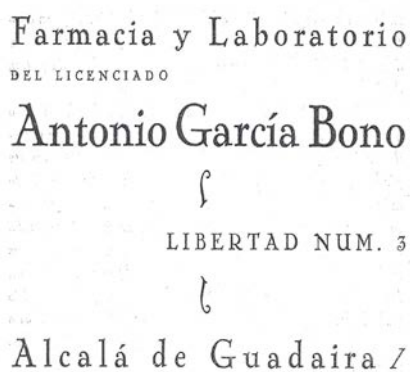 Farmacia y Laboratorio
DEL LICENCIADO
Antonio García Bono
LIBERTAD NUM. 3
Alcalá de Guadaira /